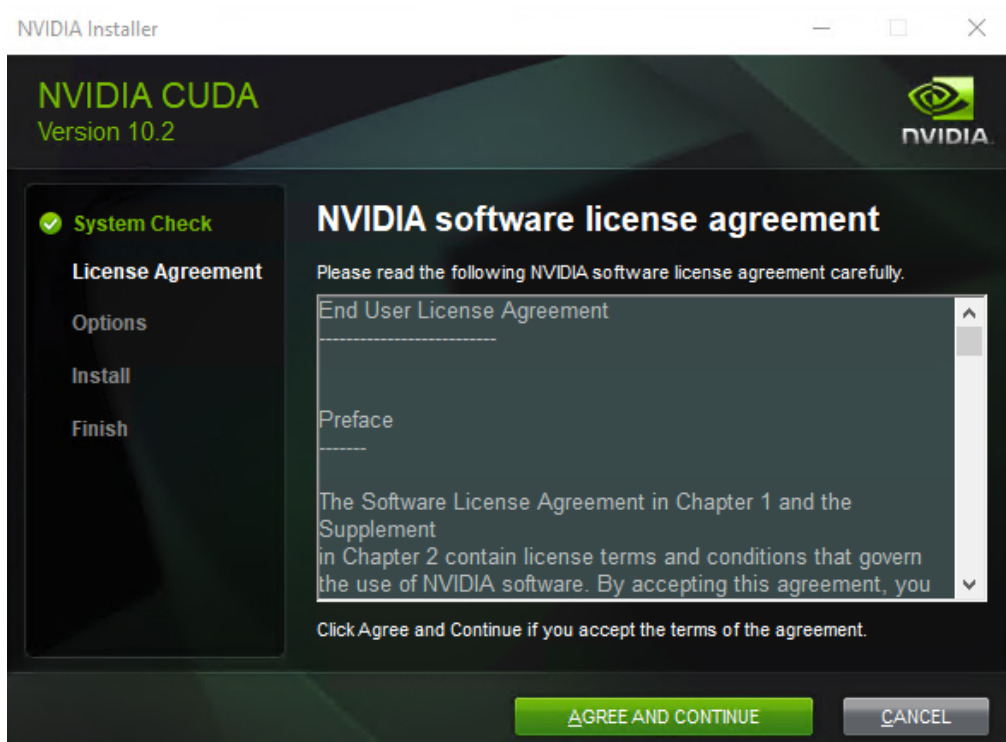 NVIDIA Installer
NVIDIA CUDA
Version 10.2
NVIDIA.
System Check
License Agreement
Options
Install
Finish
NVIDIA software license agreement
Please read the following NVIDIA software license agreement carefully.
End User License Agreement
--------------------------
Preface
-------
The Software License Agreement in Chapter 1 and the
Supplement
in Chapter 2 contain license terms and conditions that govern
the use of NVIDIA software. By accepting this agreement, you
Click Agree and Continue if you accept the terms of the agreement.
AGREE AND CONTINUE
CANCEL